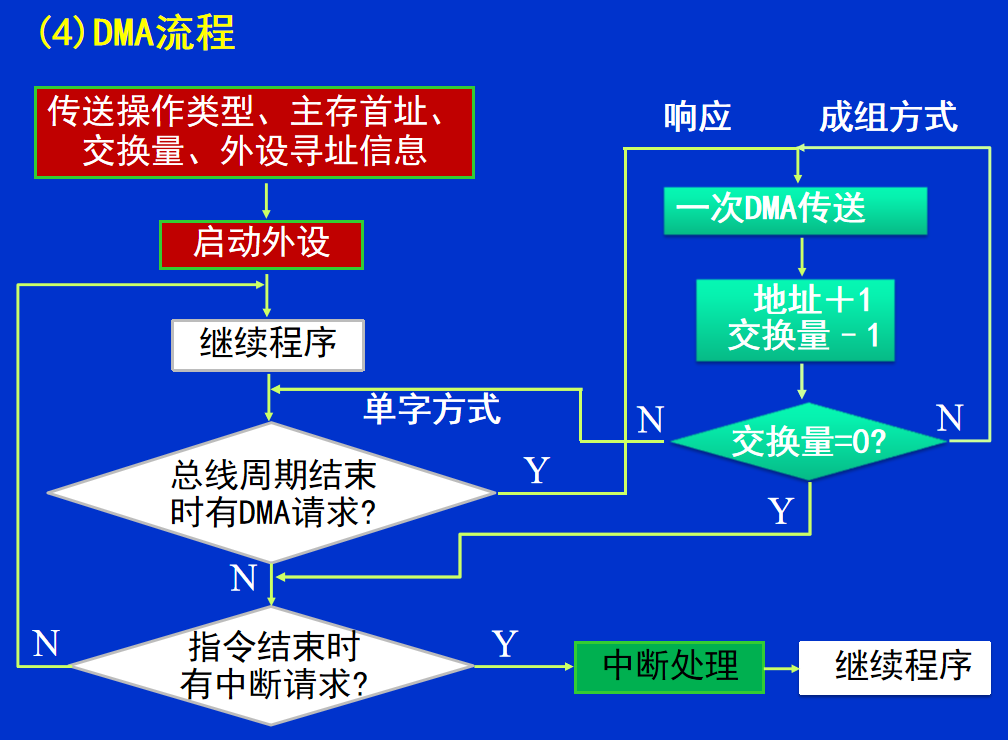 (4)DMA流程
传送操作类型、主存首址、
交换量、外设寻址信息
启动外设
继续程序
单字方式
总线周期结束
时有DMA请求?
Y
N
指令结束时
有中断请求?
N
Y
中断处理
继续程序
响应
成组方式
一次DMA传送
地址＋1
交换量－1
交换量=0?
N
N
Y